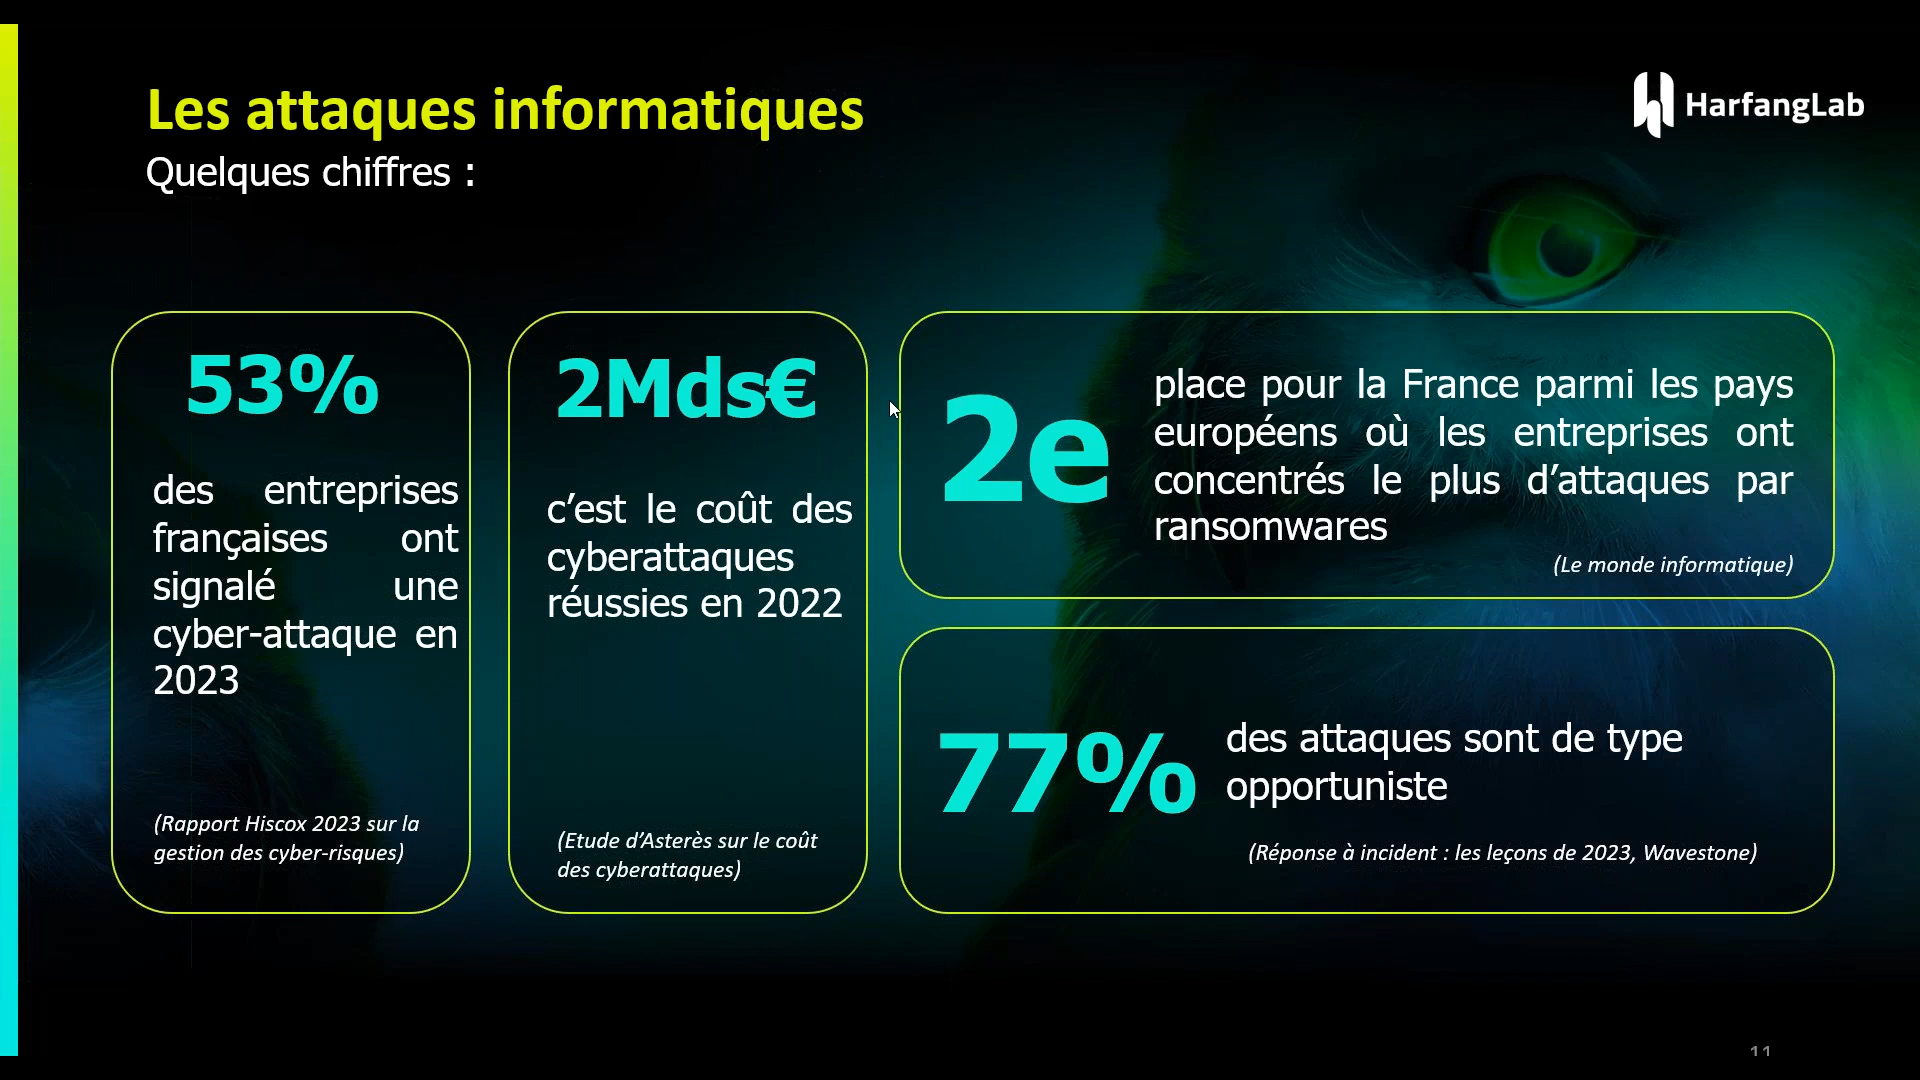 Les attaques informatiques
Quelques chiffres :
HarfangLab
53%
des entreprises
françaises ont
signalé une
cyber-attaque en
2023
(Rapport Hiscox 2023 sur la
gestion des cyber-risques)
2Mds€
c’est le coût des
cyberattaques
réussies en 2022
(Etude d’Asterès sur le coût
des cyberattaques)
2e
place pour la France parmi les pays
européens où les entreprises ont
concentrés le plus d’attaques par
ransomwares
(Le monde informatique)
77%
des attaques sont de type
opportuniste
(Réponse à incident : les leçons de 2023, Wavestone)
11